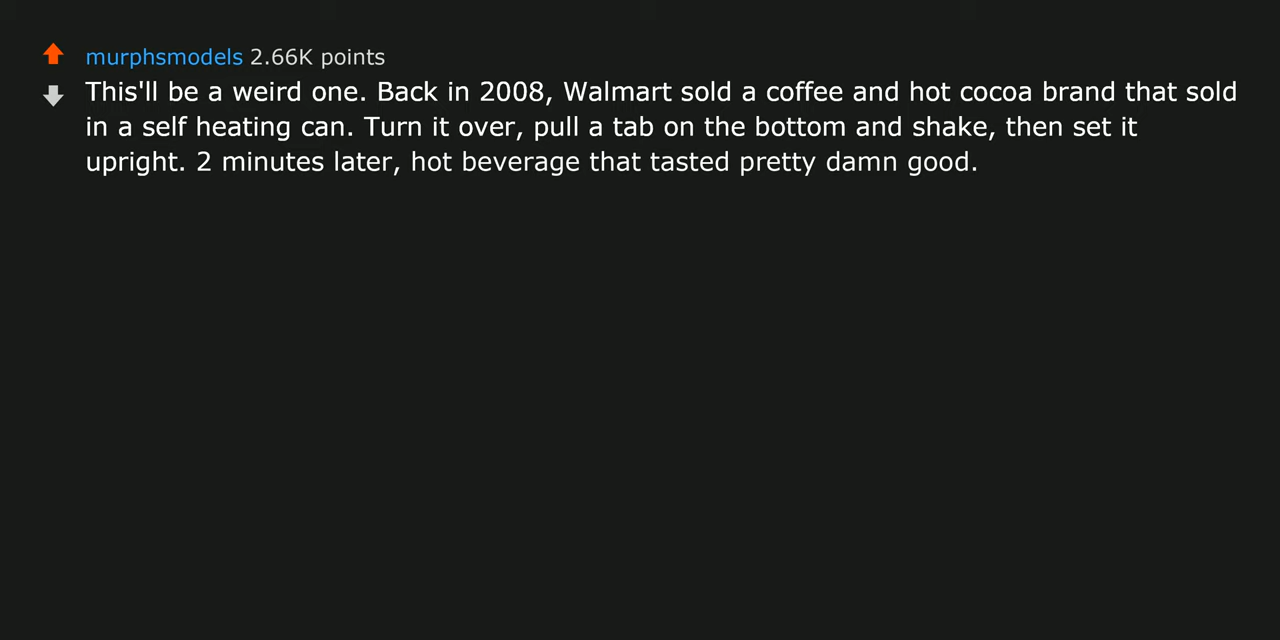 murphsmodels 2.66K points
This'll be a weird one. Back in 2008, Walmart sold a coffee and hot cocoa brand that sold
in a self heating can. Turn it over, pull a tab on the bottom and shake, then set it
upright. 2 minutes later, hot beverage that tasted pretty damn good.